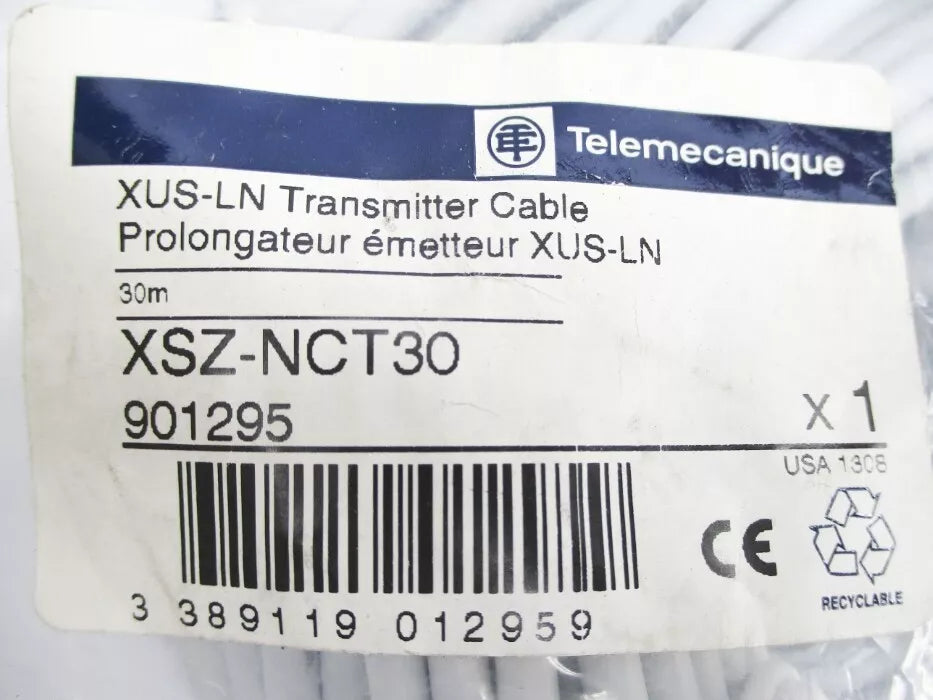 Telemecanique
XUS-LN Transmitter Cable
Prolongateur émetteur XUS-LN
30m
XSZ-NCT30
901295
x 1
USA 1308
CE
RECYCLABLE
3 389119 012959